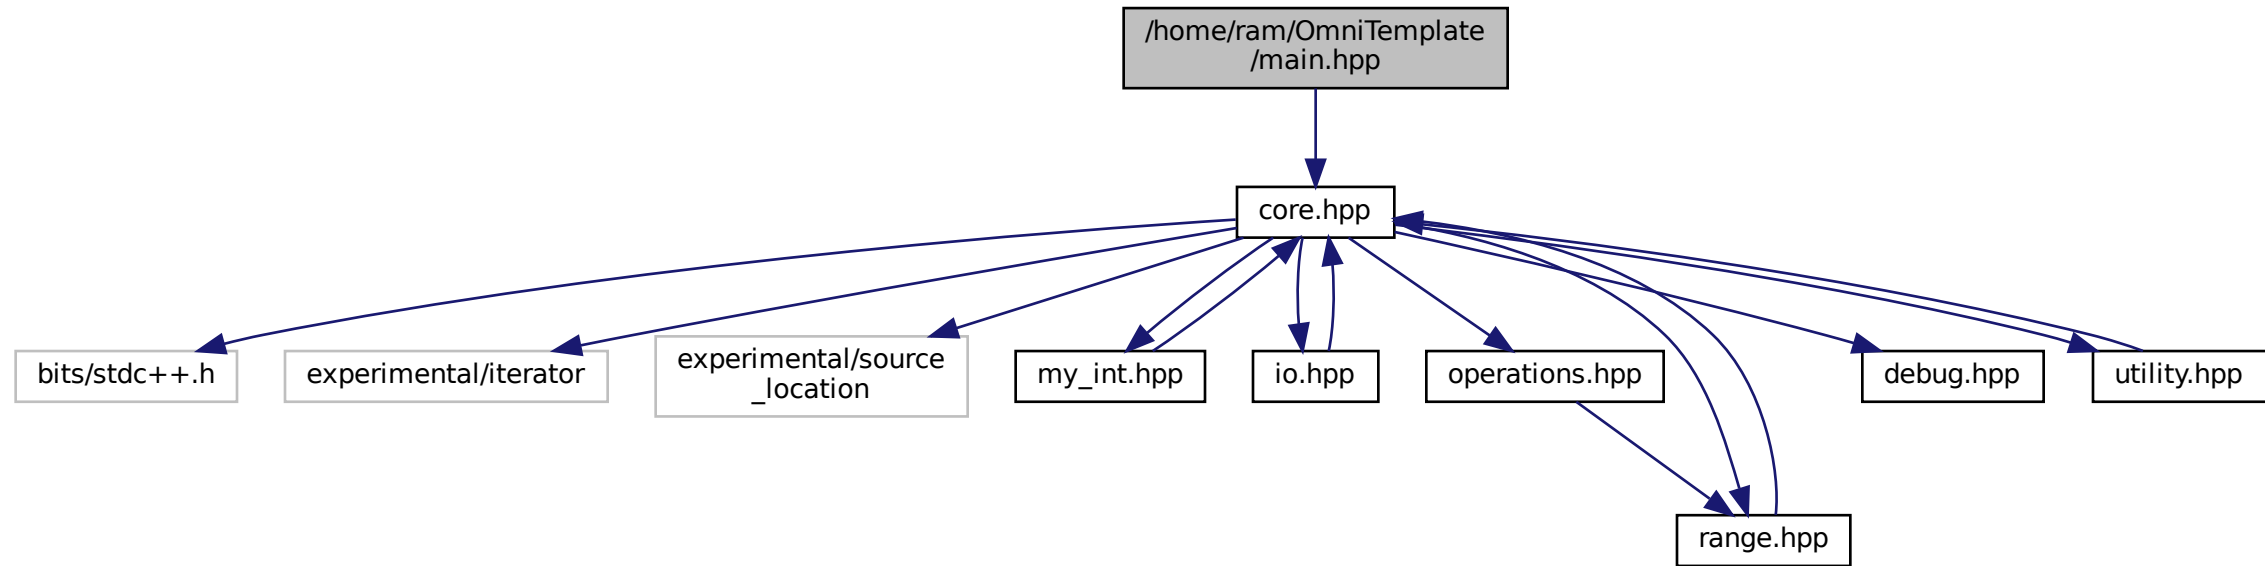 /home/ram/OmniTemplate
/main.hpp
core.hpp
bits/stdc++.h
experimental/iterator
experimental/source
_location
my_int.hpp
io.hpp
operations.hpp
debug.hpp
utility.hpp
range.hpp